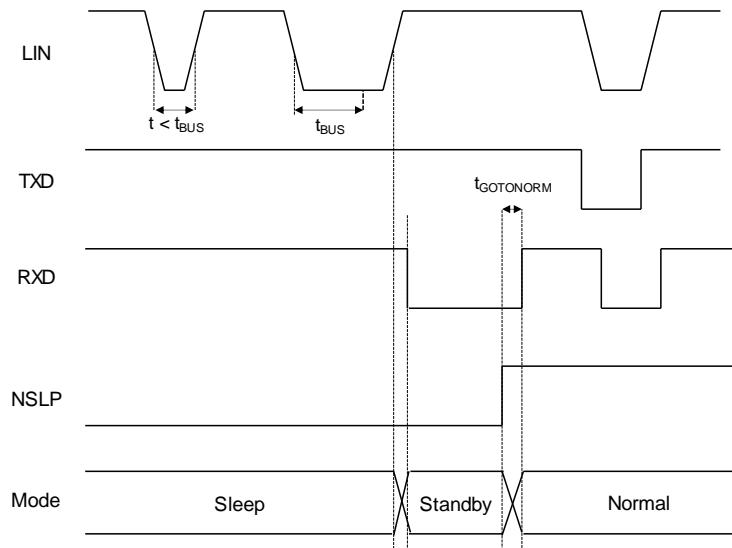 LIN
t < tBUS
tBUS
TXD
tGOTONORM
RXD
NSLP
Mode
Sleep
Standby
Normal